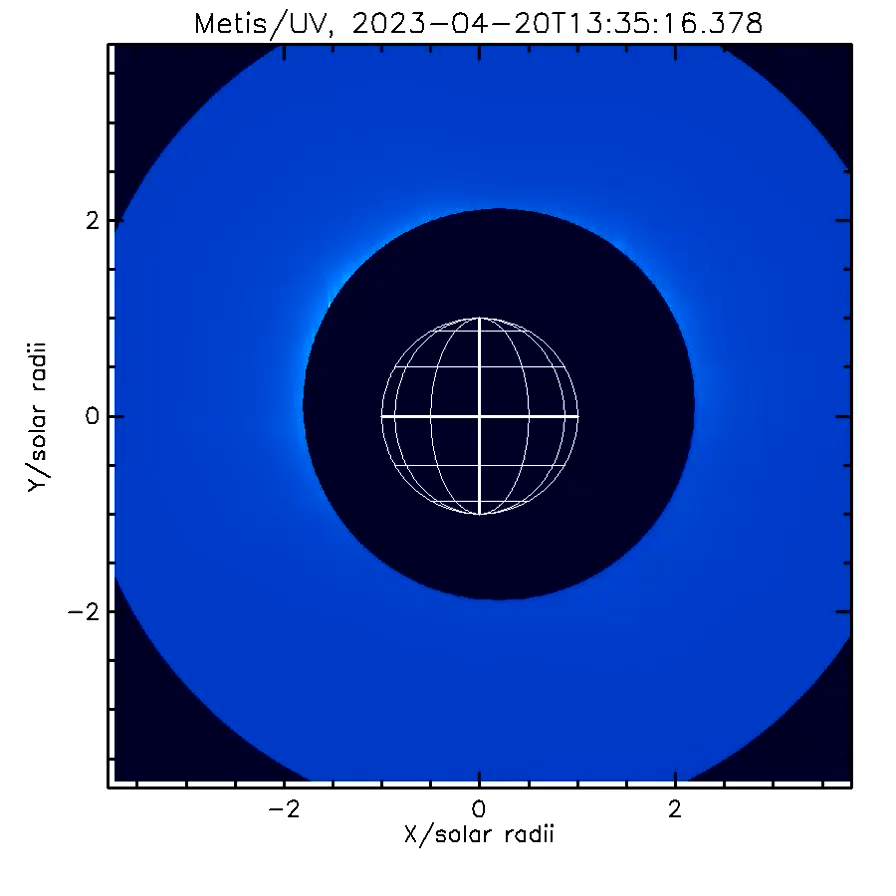 Metis/UV, 2023-04-20T13:35:16.378
2
0
-2
Y/solar radii
-2 0 2
X/solar radii